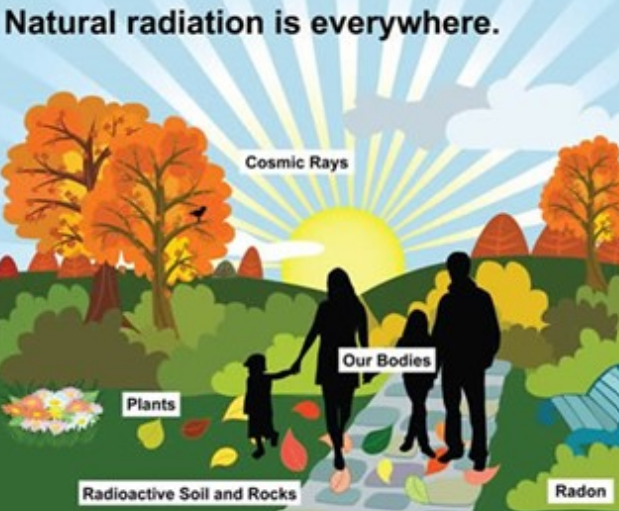 Natural radiation is everywhere.
Cosmic Rays
Our Bodies
Plants
Radioactive Soil and Rocks
Radon